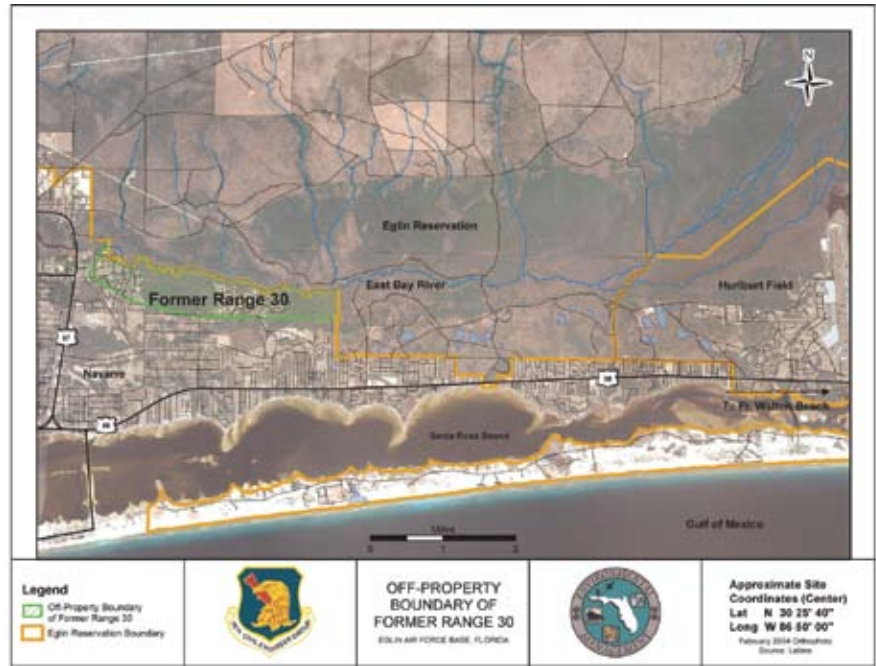 N
Eglin Reservation
East Bay River
Hurlburt Field
Former Range 30
87
Navarre
98
98
To Ft. Walton Beach
Santa Rosa Sound
Gulf of Mexico
Miles
0 1 2
Legend
Off-Property Boundary
of Former Range 30
Eglin Reservation Boundary
OFF-PROPERTY
BOUNDARY OF
FORMER RANGE 30
EGLIN AIR FORCE BASE, FLORIDA
Approximate Site
Coordinates (Center)
Lat N 30 25' 40"
Long W 86 50' 00"
February 2004 Orthophoto